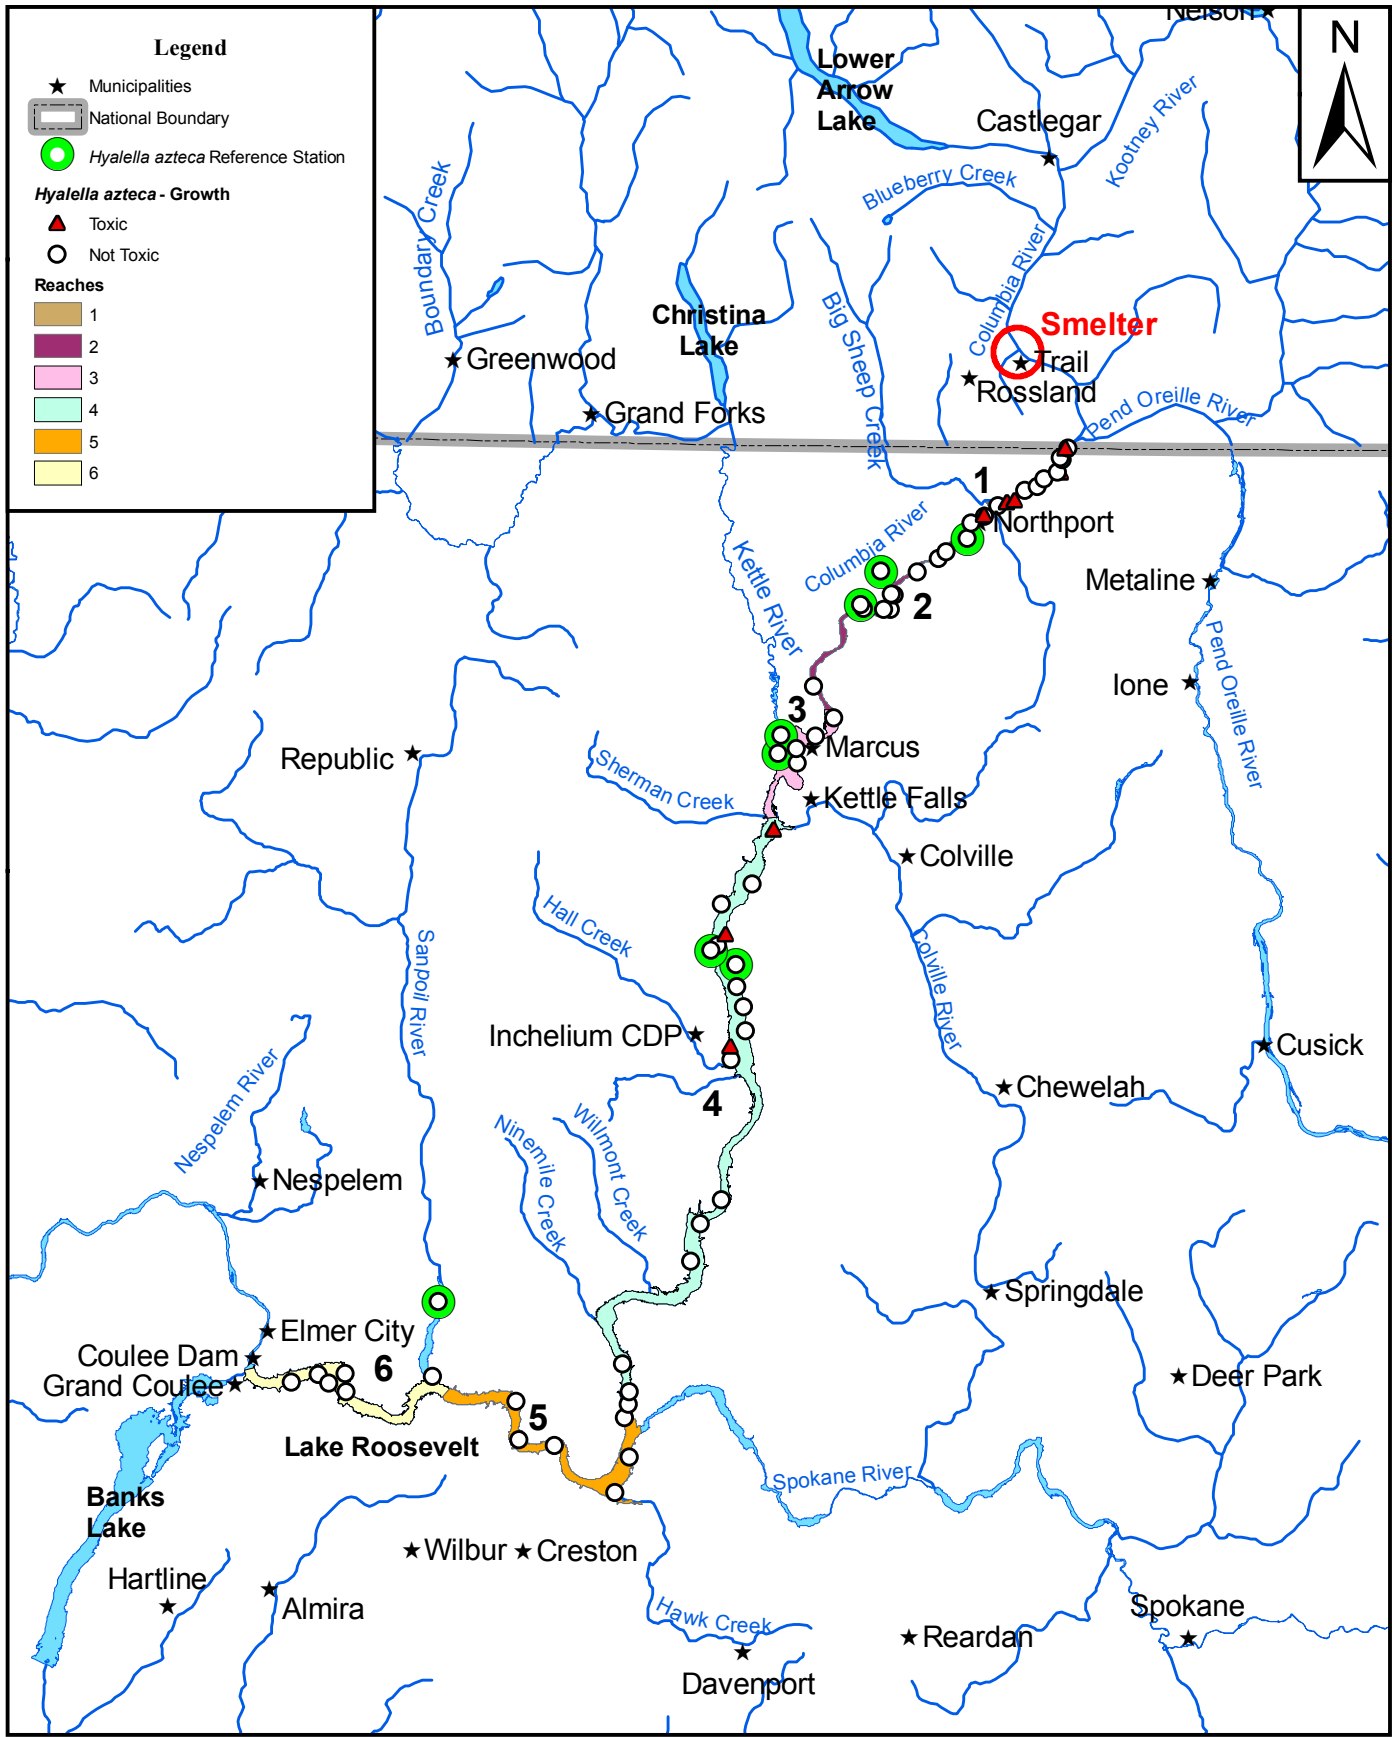 Legend
Municipalities
National Boundary
Hyalella azteca Reference Station
Hyalella azteca - Growth
Toxic
Not Toxic
Reaches
1
2
3
4
5
6
Nelson
N
Lower
Arrow
Lake
Castlegar
Kootney River
Blueberry Creek
Boundary Creek
Columbia River
Big Sheep Creek
Christina
Lake
Smelter
Trail
Rossland
Greenwood
Grand Forks
Pend Oreille River
1
Northport
Columbia River
Kettle River
Metaline
2
Pend Oreille River
Ione
3
Marcus
Republic
Sherman Creek
Kettle Falls
Colville
Hall Creek
Sanpoil River
Colville River
Inchelium CDP
Cusick
Nespelem River
Chewelah
4
Ninemile Creek
Willmont Creek
Nespelem
Springdale
Elmer City
Coulee Dam
Grand Coulee
6
Deer Park
5
Lake Roosevelt
Spokane River
Banks
Lake
Wilbur
Creston
Hartline
Almira
Hawk Creek
Spokane
Reardan
Davenport